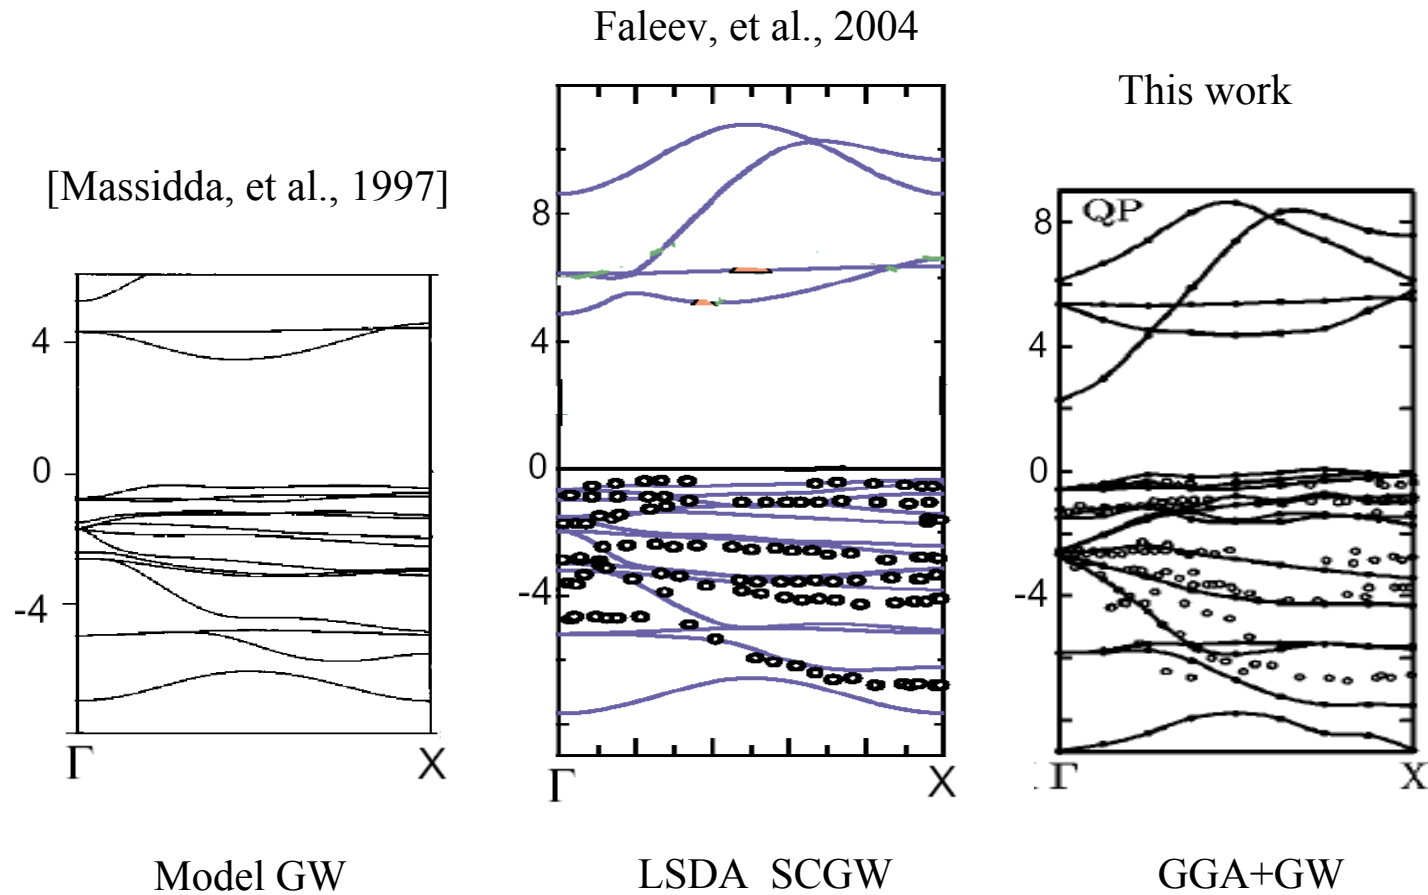 Faleev, et al., 2004
This work
[Massidda, et al., 1997]
8
4
0
-4
Γ
X
4
0
-4
Γ
X
QP
8
4
0
-4
Γ
X
Model GW
LSDA SCGW
GGA+GW